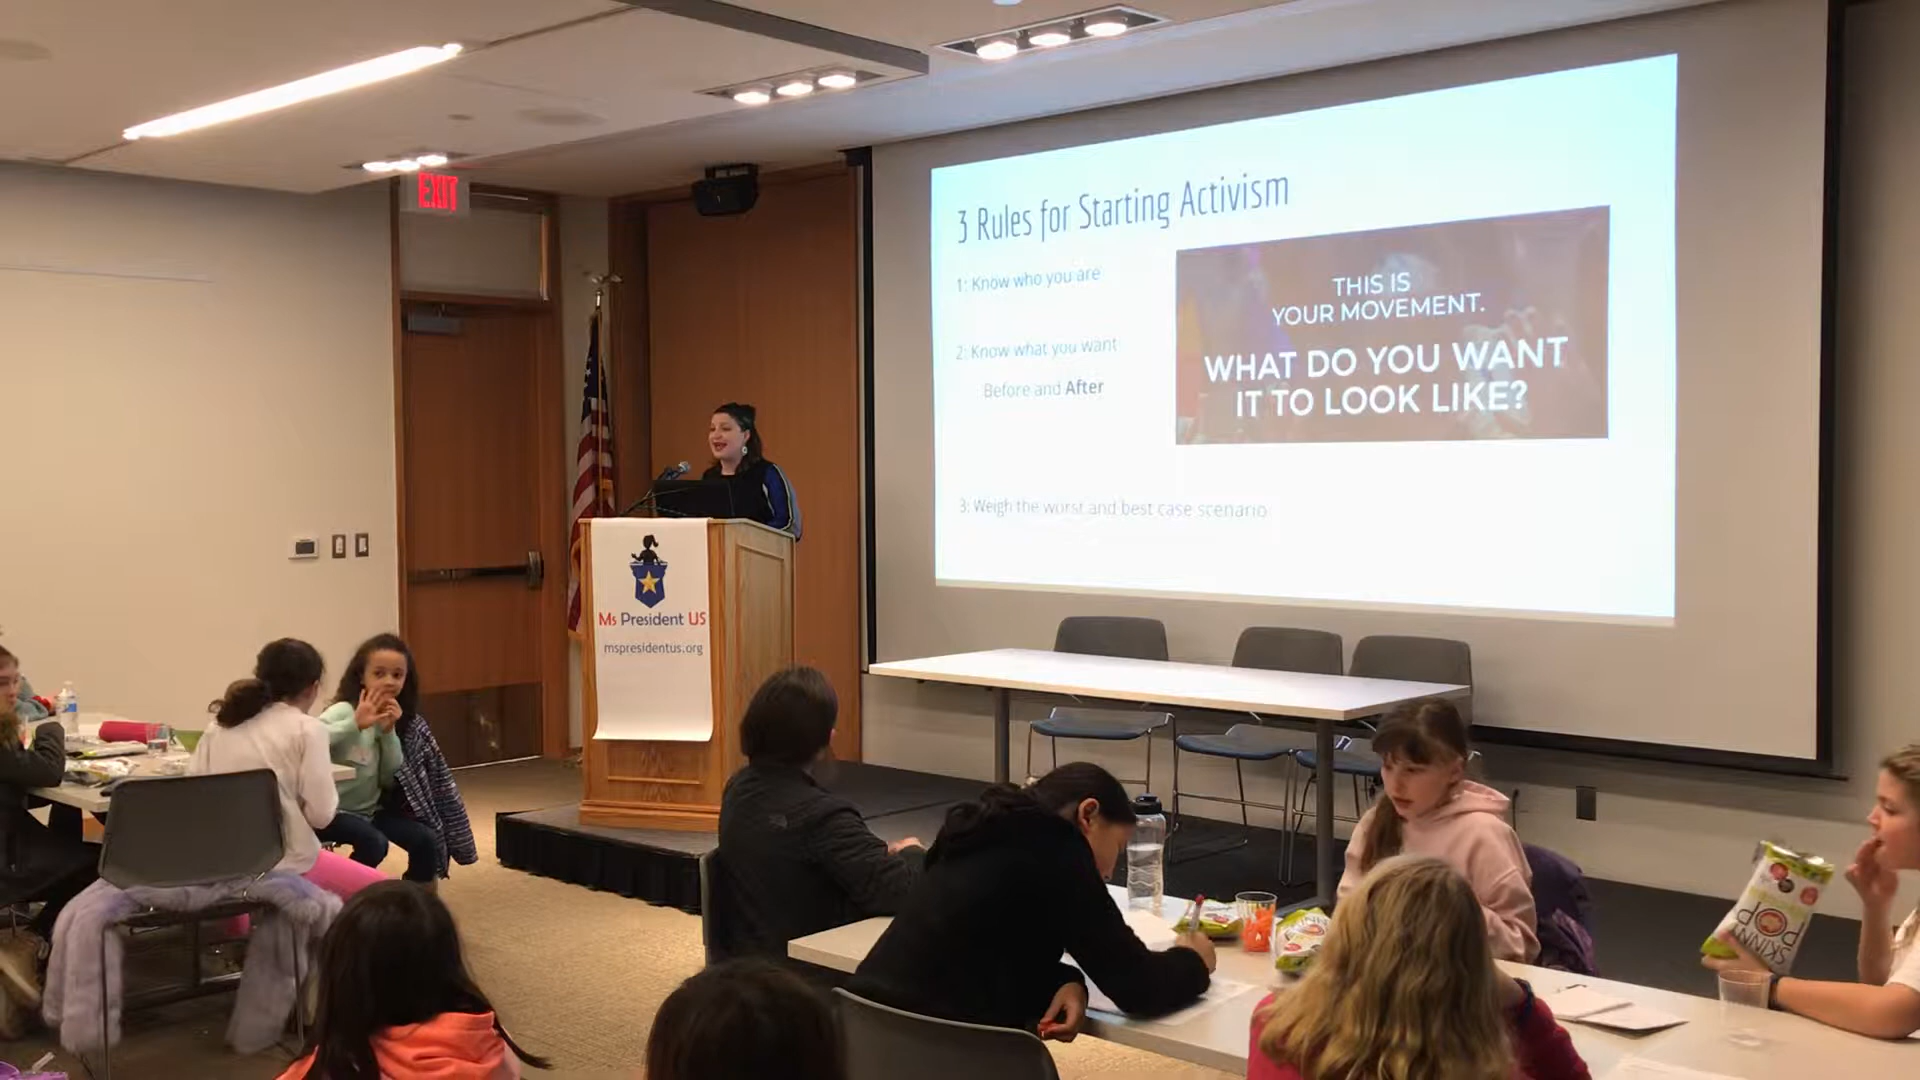 EXIT
3 Rules for Starting Activism
1: Know who you are
2: Know what you want
Before and After
3: Weigh the worst and best case scenario
THIS IS
YOUR MOVEMENT.
WHAT DO YOU WANT
IT TO LOOK LIKE?
Ms President US
mspresidentus.org
SKINNY
POP